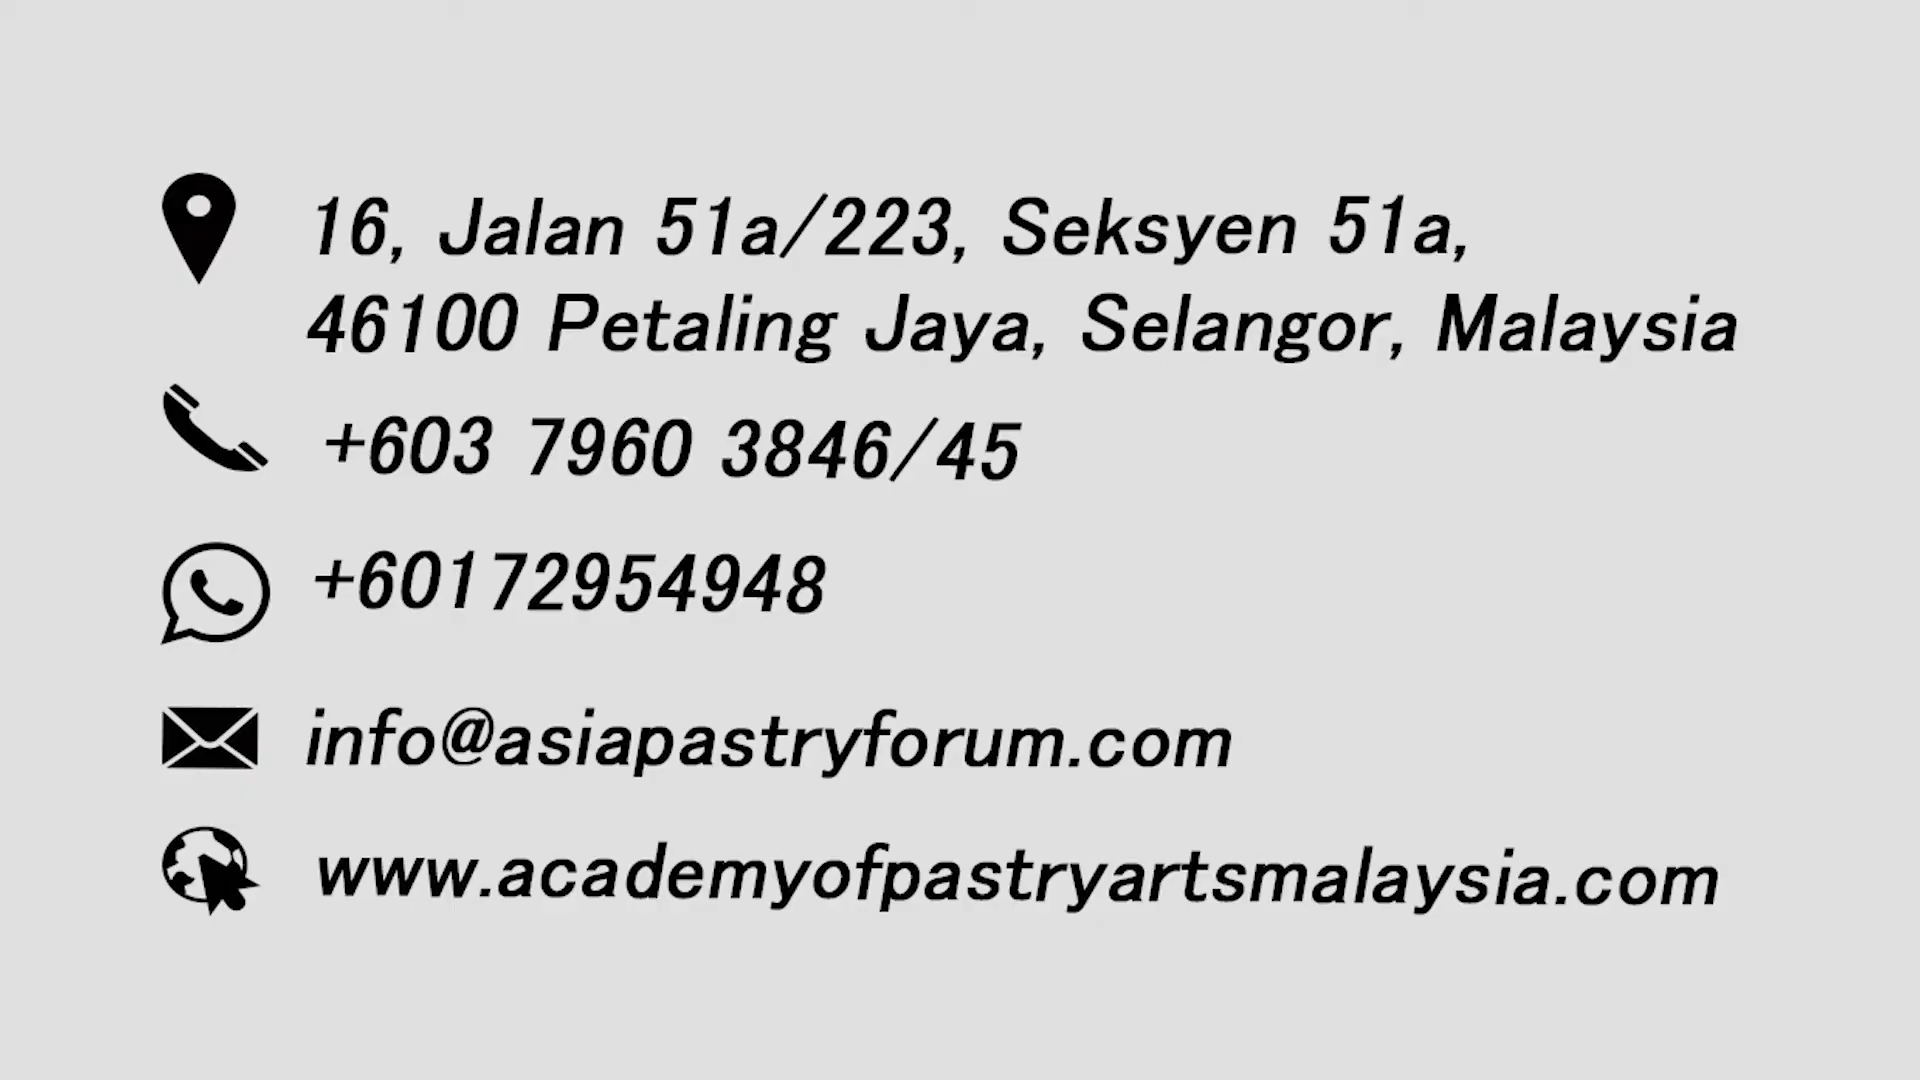 16, Jalan 51a/223, Seksyen 51a,
46100 Petaling Jaya, Selangor, Malaysia
+603 7960 3846/45
+60172954948
info@asiapastryforum.com
www.academyofpastryartsmalaysia.com